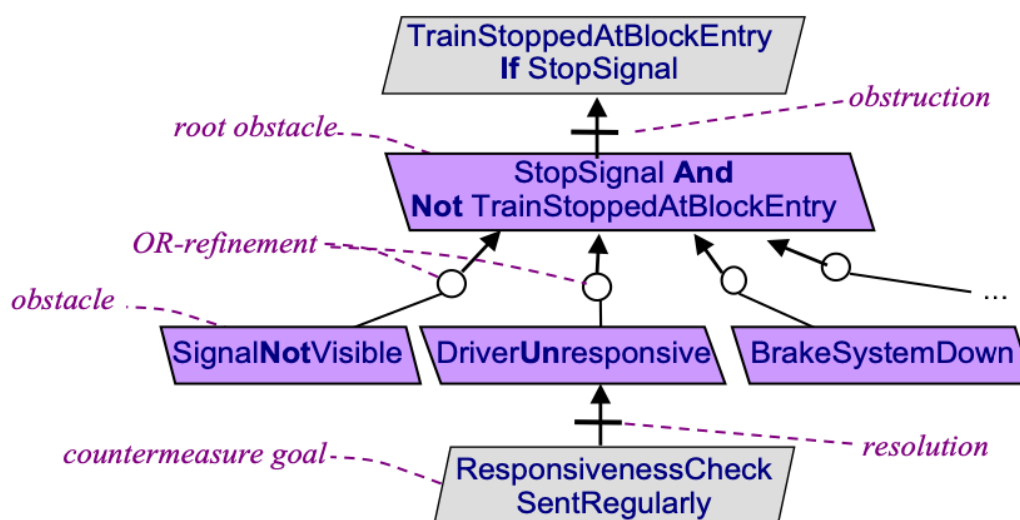 TrainStoppedAtBlockEntry
If StopSignal
obstruction
root obstacle
StopSignal And
Not TrainStoppedAtBlockEntry
OR-refinement
obstacle
...
SignalNotVisible
DriverUnresponsive
BrakeSystemDown
resolution
countermeasure goal
ResponsivenessCheck
SentRegularly